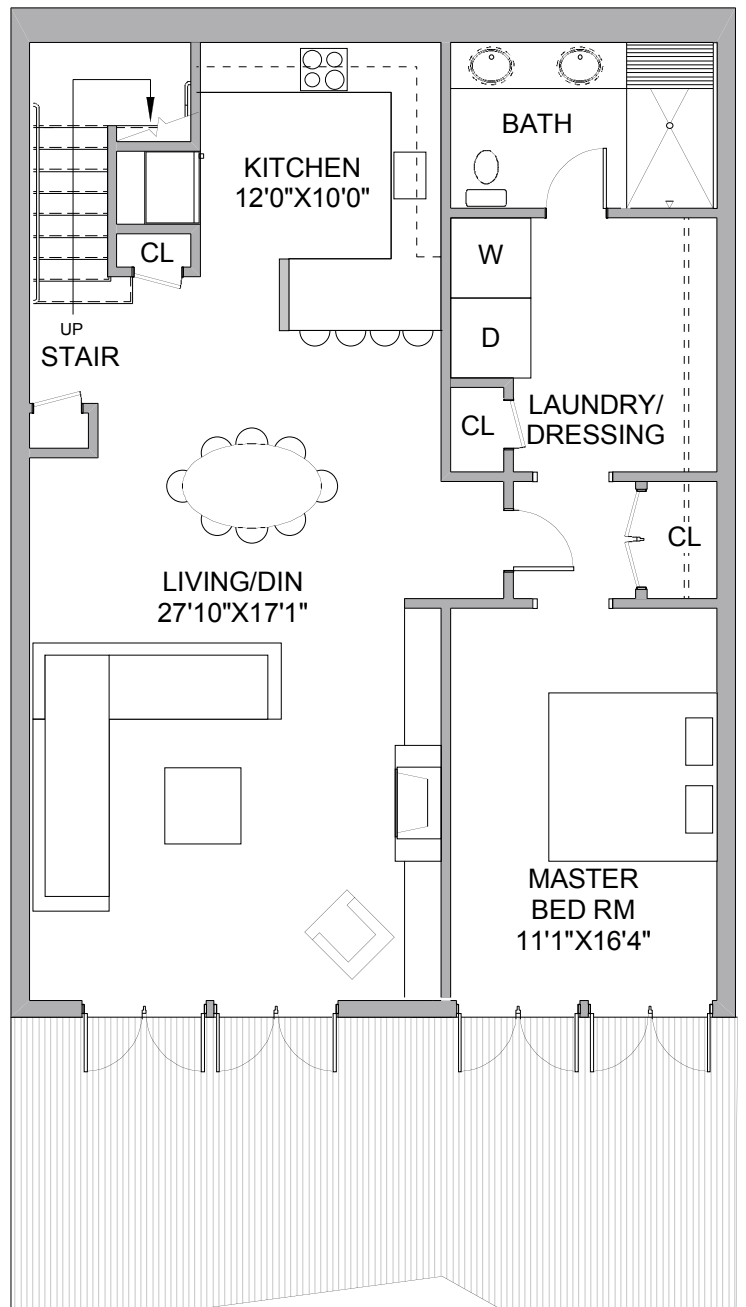 BATH
KITCHEN
12'0"X10'0"
CL
W
UP
STAIR
D
CL
LAUNDRY/
DRESSING
CL
LIVING/DIN
27'10"X17'1"
MASTER
BED RM
11'1"X16'4"